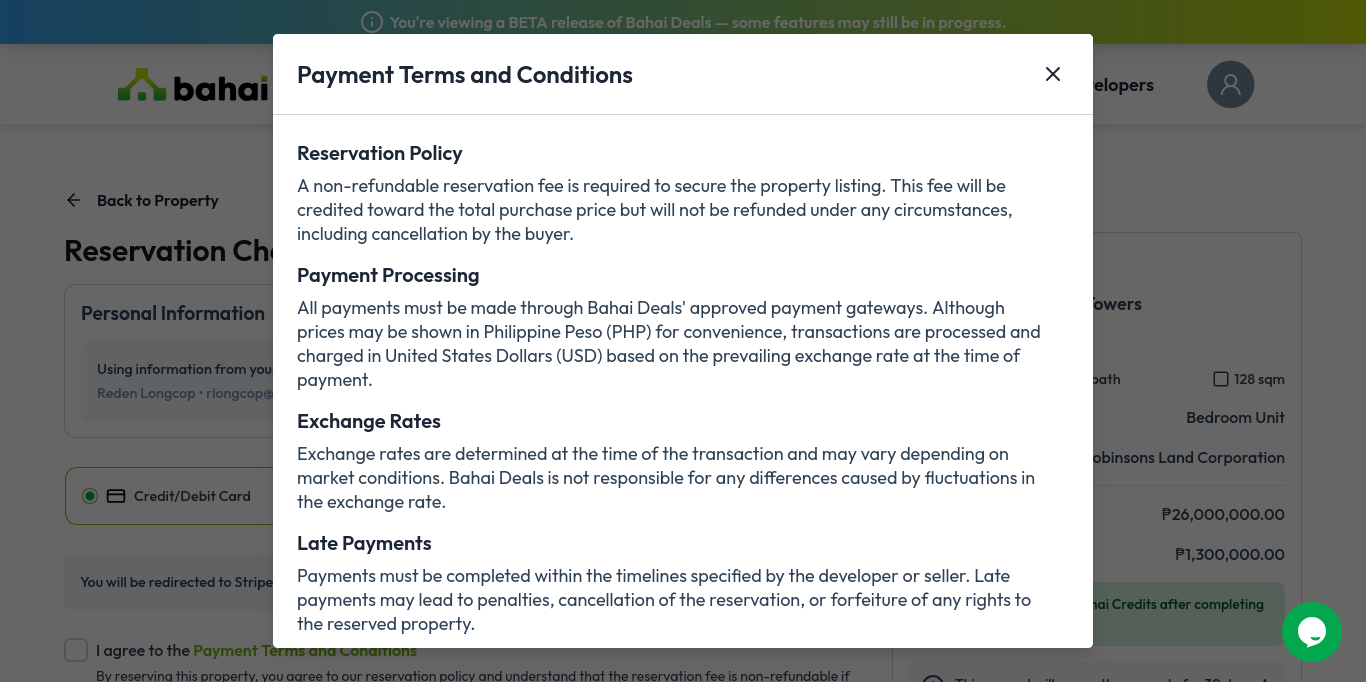 You're viewing a BETA release of Bahai Deals — some features may still be in progress.
bahai
Payment Terms and Conditions
Back to Property
Reservation
Personal Information
Using information from you
Reden Longcop • rlongcop@
Credit/Debit Card
You will be redirected to Stripe
I agree to the Payment Terms and Conditions
By reserving this property, you agree to our reservation policy and understand that the reservation fee is non-refundable if
Reservation Policy
A non-refundable reservation fee is required to secure the property listing. This fee will be
credited toward the total purchase price but will not be refunded under any circumstances,
including cancellation by the buyer.
Payment Processing
All payments must be made through Bahai Deals' approved payment gateways. Although
prices may be shown in Philippine Peso (PHP) for convenience, transactions are processed and
charged in United States Dollars (USD) based on the prevailing exchange rate at the time of
payment.
Exchange Rates
Exchange rates are determined at the time of the transaction and may vary depending on
market conditions. Bahai Deals is not responsible for any differences caused by fluctuations in
the exchange rate.
Late Payments
Payments must be completed within the timelines specified by the developer or seller. Late
payments may lead to penalties, cancellation of the reservation, or forfeiture of any rights to
the reserved property.
elopers
Towers
bath
128 sqm
Bedroom Unit
obinsons Land Corporation
₱26,000,000.00
₱1,300,000.00
hai Credits after completing